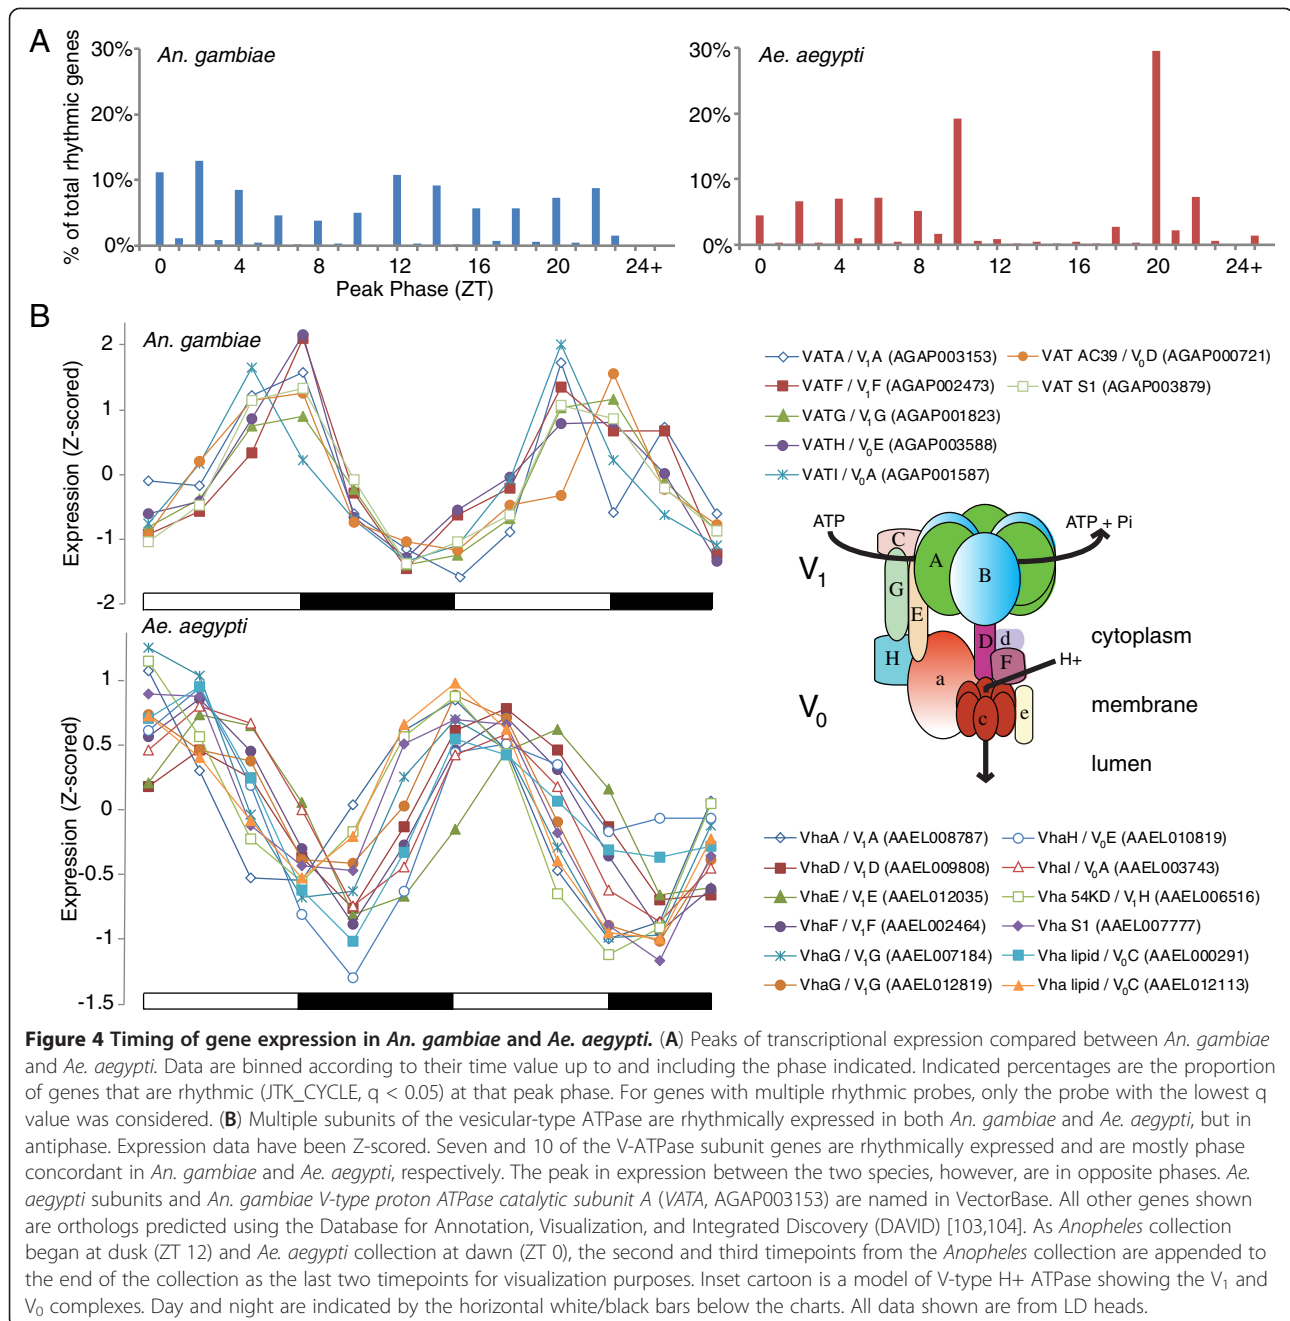 A
An. gambiae
Ae. aegypti
% of total rhythmic genes
30%
20%
10%
0%
0 4 8 12 16 20 24+
Peak Phase (ZT)
30%
20%
10%
0%
0 4 8 12 16 20 24+
B
An. gambiae
Expression (Z-scored)
2
1
0
-1
-2
VATA / V1A (AGAP003153)
VATF / V1F (AGAP002473)
VATG / V1G (AGAP001823)
VATH / V0E (AGAP003588)
VATI / V0A (AGAP001587)
VAT AC39 / V0D (AGAP000721)
VAT S1 (AGAP003879)
ATP
ATP + Pi
V1
V0
C
A
B
G
E
H
a
D
d
F
c
e
H+
cytoplasm
membrane
lumen
Ae. aegypti
Expression (Z-scored)
1
0.5
0
-0.5
-1
-1.5
VhaA / V1A (AAEL008787)
VhaD / V1D (AAEL009808)
VhaE / V1E (AAEL012035)
VhaF / V1F (AAEL002464)
VhaG / V1G (AAEL007184)
VhaG / V1G (AAEL012819)
VhaH / V0E (AAEL010819)
VhaI / V0A (AAEL003743)
Vha 54KD / V1H (AAEL006516)
Vha S1 (AAEL007777)
Vha lipid / V0C (AAEL000291)
Vha lipid / V0C (AAEL012113)
Figure 4 Timing of gene expression in An. gambiae and Ae. aegypti. (A) Peaks of transcriptional expression compared between An. gambiae
and Ae. aegypti. Data are binned according to their time value up to and including the phase indicated. Indicated percentages are the proportion
of genes that are rhythmic (JTK_CYCLE, q < 0.05) at that peak phase. For genes with multiple rhythmic probes, only the probe with the lowest q
value was considered. (B) Multiple subunits of the vesicular-type ATPase are rhythmically expressed in both An. gambiae and Ae. aegypti, but in
antiphase. Expression data have been Z-scored. Seven and 10 of the V-ATPase subunit genes are rhythmically expressed and are mostly phase
concordant in An. gambiae and Ae. aegypti, respectively. The peak in expression between the two species, however, are in opposite phases. Ae.
aegypti subunits and An. gambiae V-type proton ATPase catalytic subunit A (VATA, AGAP003153) are named in VectorBase. All other genes shown
are orthologs predicted using the Database for Annotation, Visualization, and Integrated Discovery (DAVID) [103,104]. As Anopheles collection
began at dusk (ZT 12) and Ae. aegypti collection at dawn (ZT 0), the second and third timepoints from the Anopheles collection are appended to
the end of the collection as the last two timepoints for visualization purposes. Inset cartoon is a model of V-type H+ ATPase showing the V1 and
V0 complexes. Day and night are indicated by the horizontal white/black bars below the charts. All data shown are from LD heads.